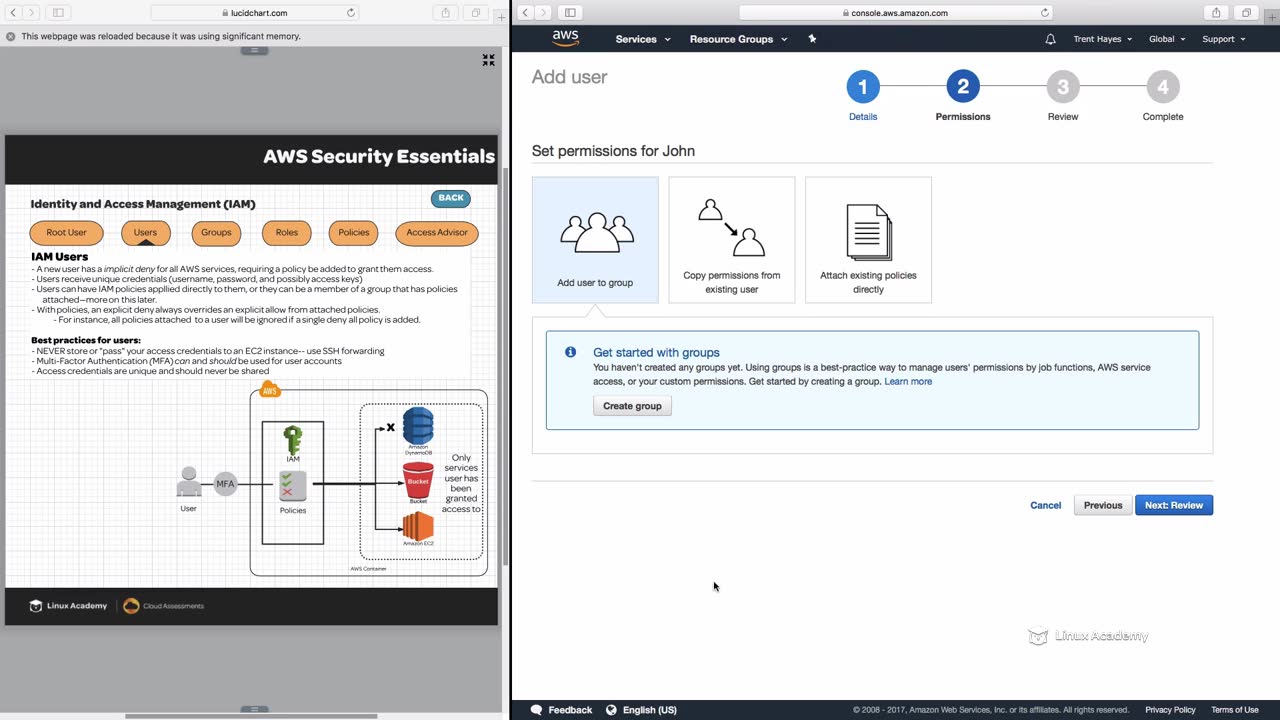 lucidchart.com
This webpage was reloaded because it was using significant memory.
AWS Security Essentials
BACK
Identity and Access Management (IAM)
Root User
Users
Groups
Roles
Policies
Access Advisor
IAM Users
- A new user has a implicit deny for all AWS services, requiring a policy be added to grant them access.
- Users receive unique credentials (username, password, and possibly access keys)
- Users can have IAM policies appllied directly to them, or they can be a member of a group that has policies
attached—more on this later.
- With policies, an explicit deny always overrides an explicit allow from attached policies.
- For instance, all policies attached to a user will be ignored if a single deny all policy is added.
Best practices for users:
- NEVER store or "pass" your access credentials to an EC2 instance-- use SSH forwarding
- Multi-Factor Authentication (MFA) can and should be used for user accounts
- Access credentials are unique and should never be shared
AWS
IAM
Policies
User
MFA
X
Amazon
DynamoDB
Bucket
Bucket
Amazon EC2
Only
services
user has
been
granted
access to
AWS Container
Linux Academy
Cloud Assessments
console.aws.amazon.com
aws
Services
Resource Groups
Trent Hayes
Global
Support
Add user
1
2
3
4
Details
Permissions
Review
Complete
Set permissions for John
Add user to group
Copy permissions from
existing user
Attach existing policies
directly
Get started with groups
You haven't created any groups yet. Using groups is a best-practice way to manage users' permissions by job functions, AWS service
access, or your custom permissions. Get started by creating a group. Learn more
Create group
Cancel
Previous
Next: Review
Linux Academy
Feedback
English (US)
© 2008 - 2017, Amazon Web Services, Inc. or its affiliates. All rights reserved.
Privacy Policy
Terms of Use